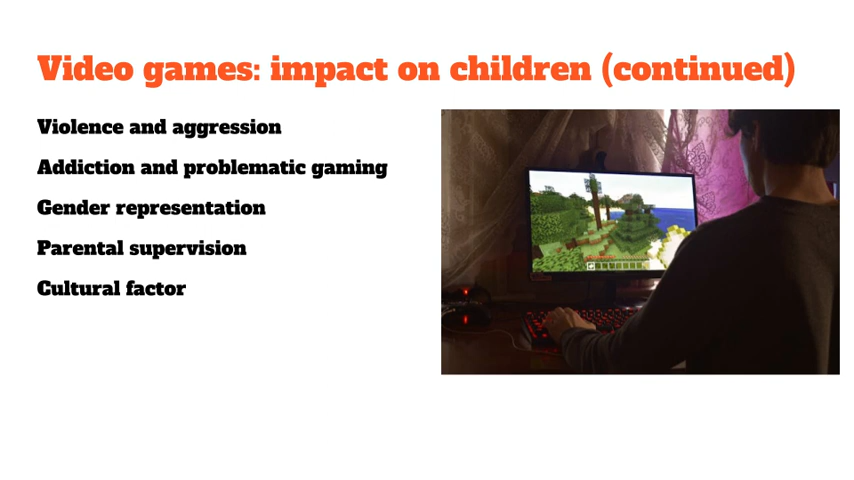 Video games: impact on children (continued)
Violence and aggression
Addiction and problematic gaming
Gender representation
Parental supervision
Cultural factor